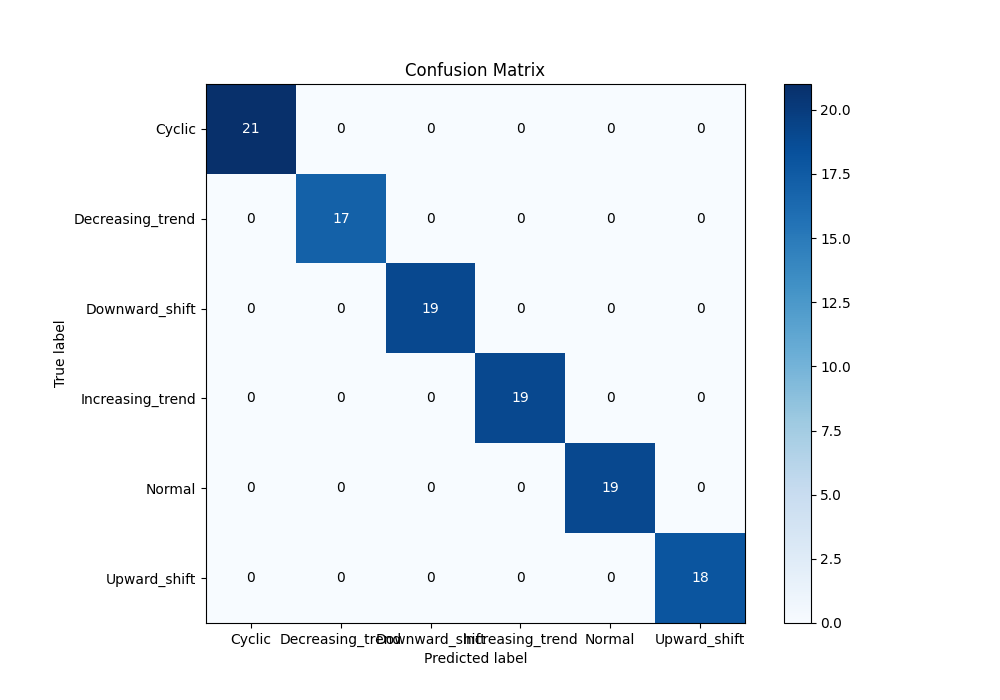 Confusion Matrix
Cyclic 21 0 0 0 0 0
Decreasing_trend 0 17 0 0 0 0
Downward_shift 0 0 19 0 0 0
Increasing_trend 0 0 0 19 0 0
Normal 0 0 0 0 19 0
Upward_shift 0 0 0 0 0 18
True label
Cyclic Decreasing_trend Downward_shift Increasing_trend Normal Upward_shift
Predicted label
20.0
17.5
15.0
12.5
10.0
7.5
5.0
2.5
0.0